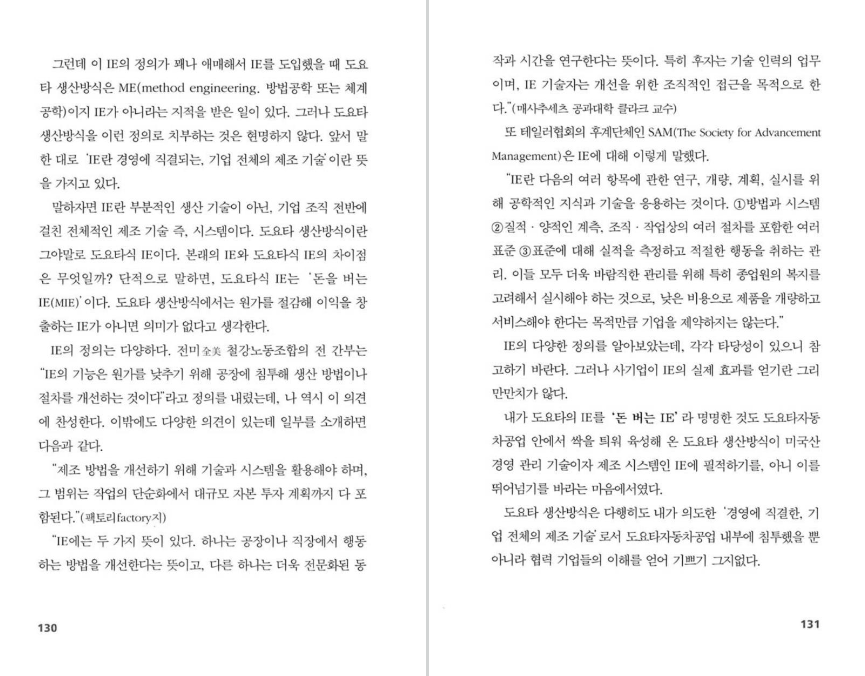 그런데 이 IE의 정의가 꽤나 애매해서 IE를 도입했을 때 도요
타 생산방식은 ME(method engineering. 방법공학 또는 체계
공학)이지 IE가 아니라는 지적을 받은 일이 있다. 그러나 도요타
생산방식을 이런 정의로 치부하는 것은 현명하지 않다. 앞서 말
한 대로 ‘IE란 경영에 직결되는, 기업 전체의 제조 기술’이란 뜻
을 가지고 있다.
말하자면 IE란 부분적인 생산 기술이 아닌, 기업 조직 전반에
걸친 전체적인 제조 기술 즉, 시스템이다. 도요타 생산방식이란
그야말로 도요타식 IE이다. 본래의 IE와 도요타식 IE의 차이점
은 무엇일까? 단적으로 말하면, 도요타식 IE는 ‘돈을 버는
IE(MIE)’이다. 도요타 생산방식에서는 원가를 절감해 이익을 창
출하는 IE가 아니면 의미가 없다고 생각한다.
IE의 정의는 다양하다. 전미全美 철강노동조합의 전 간부는
“IE의 기능은 원가를 낮추기 위해 공장에 침투해 생산 방법이나
절차를 개선하는 것이다”라고 정의를 내렸는데, 나 역시 이 의견
에 찬성한다. 이밖에도 다양한 의견이 있는데 일부를 소개하면
다음과 같다.
“제조 방법을 개선하기 위해 기술과 시스템을 활용해야 하며,
그 범위는 작업의 단순화에서 대규모 자본 투자 계획까지 다 포
함된다.”(팩토리factory지)
“IE에는 두 가지 뜻이 있다. 하나는 공장이나 직장에서 행동
하는 방법을 개선한다는 뜻이고, 다른 하나는 더욱 전문화된 동
130
작과 시간을 연구한다는 뜻이다. 특히 후자는 기술 인력의 업무
이며, IE 기술자는 개선을 위한 조직적인 접근을 목적으로 한
다.”(매사추세츠 공과대학 클라크 교수)
또 테일러협회의 후계단체인 SAM(The Society for Advancement
Management)은 IE에 대해 이렇게 말했다.
“IE란 다음의 여러 항목에 관한 연구, 개량, 계획, 실시를 위
해 공학적인 지식과 기술을 응용하는 것이다. ①방법과 시스템
②질적 · 양적인 계측, 조직 · 작업상의 여러 절차를 포함한 여러
표준 ③표준에 대해 실적을 측정하고 적절한 행동을 취하는 관
리. 이들 모두 더욱 바람직한 관리를 위해 특히 종업원의 복지를
고려해서 실시해야 하는 것으로, 낮은 비용으로 제품을 개량하고
서비스해야 한다는 목적만큼 기업을 제약하지는 않는다.”
IE의 다양한 정의를 알아보았는데, 각각 타당성이 있으니 참
고하기 바란다. 그러나 사기업이 IE의 실제 효과를 얻기란 그리
만만치가 않다.
내가 도요타의 IE를 ‘돈 버는 IE’라 명명한 것도 도요타자동
차공업 안에서 싹을 틔워 육성해 온 도요타 생산방식이 미국산
경영 관리 기술이자 제조 시스템인 IE에 필적하기를, 아니 이를
뛰어넘기를 바라는 마음에서였다.
도요타 생산방식은 다행히도 내가 의도한 ‘경영에 직결한, 기
업 전체의 제조 기술’로서 도요타자동차공업 내부에 침투했을 뿐
아니라 협력 기업들의 이해를 얻어 기쁘기 그지없다.
131